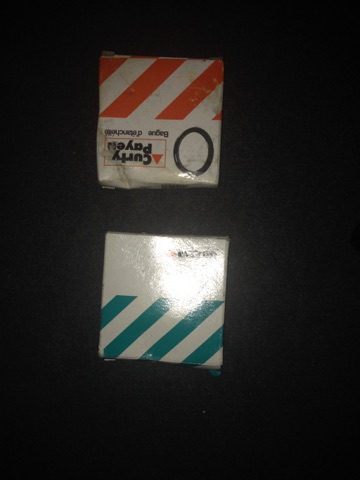 Curty
Payen
Bague d'étanchéité